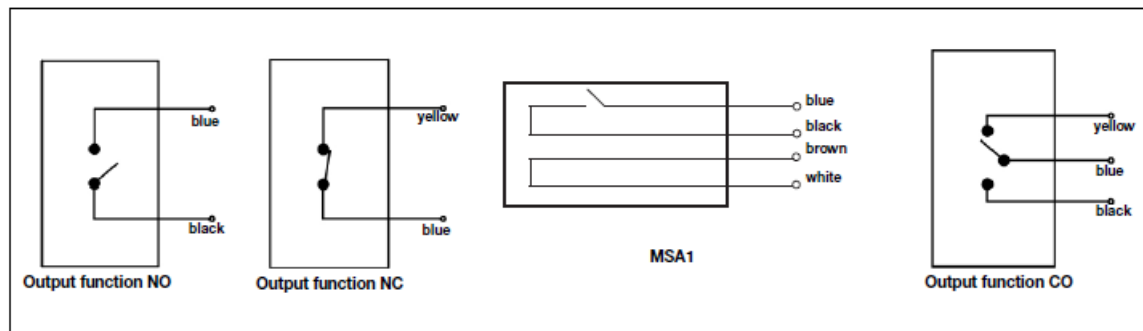 blue
black
Output function NO
yellow
blue
Output function NC
blue
black
brown
white
MSA1
yellow
blue
black
Output function CO